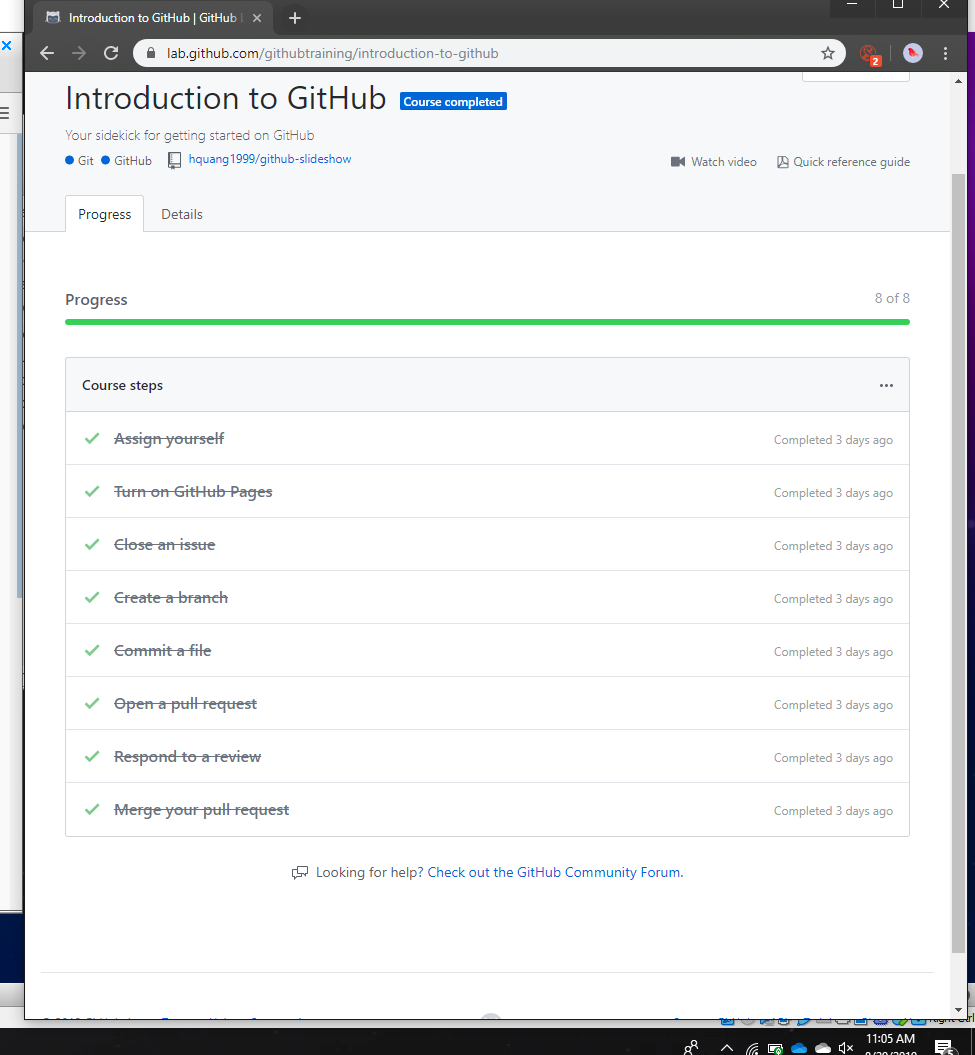 Introduction to GitHub | GitHub
lab.github.com/githubtraining/introduction-to-github
2
Introduction to GitHub Course completed
Your sidekick for getting started on GitHub
Git GitHub hquang1999/github-slideshow Watch video Quick reference guide
Progress Details
Progress 8 of 8
Course steps ...
Assign yourself Completed 3 days ago
Turn on GitHub Pages Completed 3 days ago
Close an issue Completed 3 days ago
Create a branch Completed 3 days ago
Commit a file Completed 3 days ago
Open a pull request Completed 3 days ago
Respond to a review Completed 3 days ago
Merge your pull request Completed 3 days ago
Looking for help? Check out the GitHub Community Forum.
Right Ctrl
11:05 AM